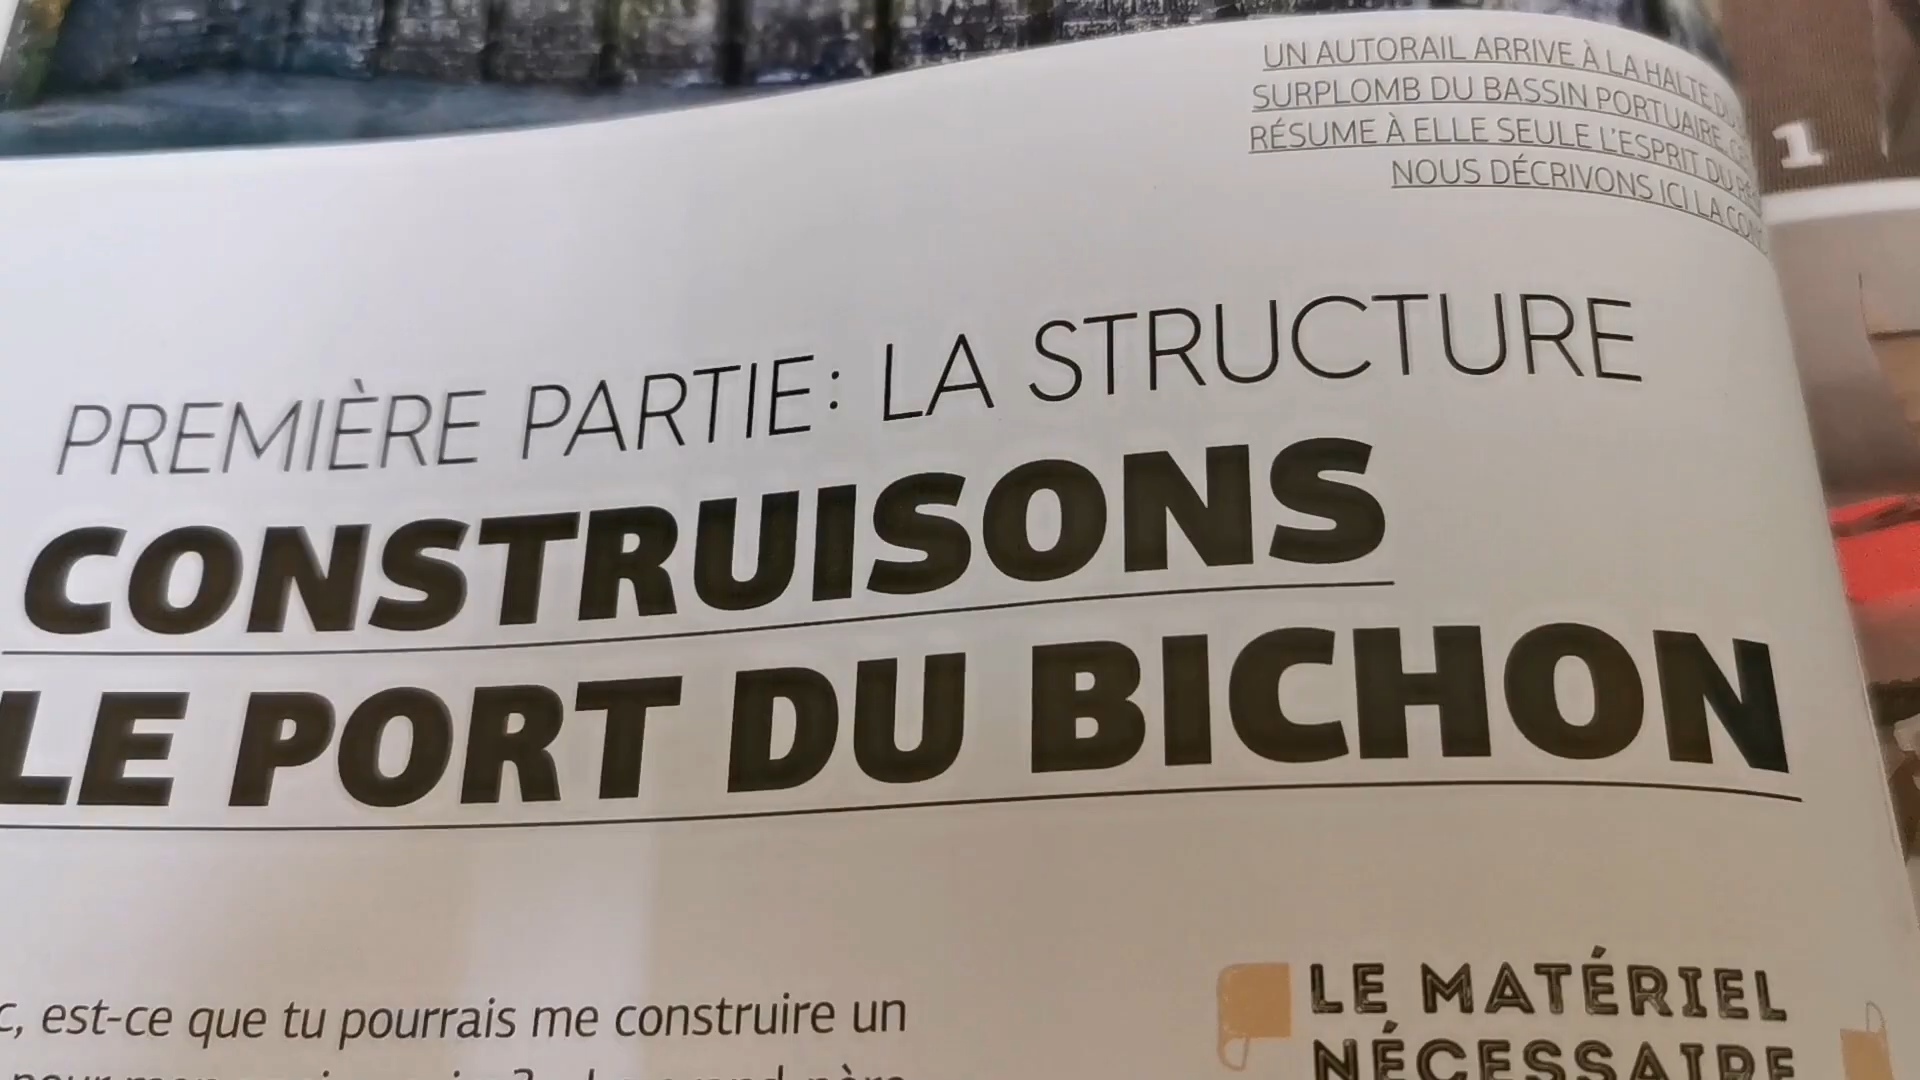 UN AUTORAIL ARRIVE À LA HALTE
SURPLOMB DU BASSIN PORTUAIRE.
RÉSUME À ELLE SEULE L'ESPRIT DU
NOUS DÉCRIVONS ICI LA
1
PREMIÈRE PARTIE: LA STRUCTURE
CONSTRUISONS
LE PORT DU BICHON
c, est-ce que tu pourrais me construire un
LE MATÉRIEL
NÉCESSAIRE